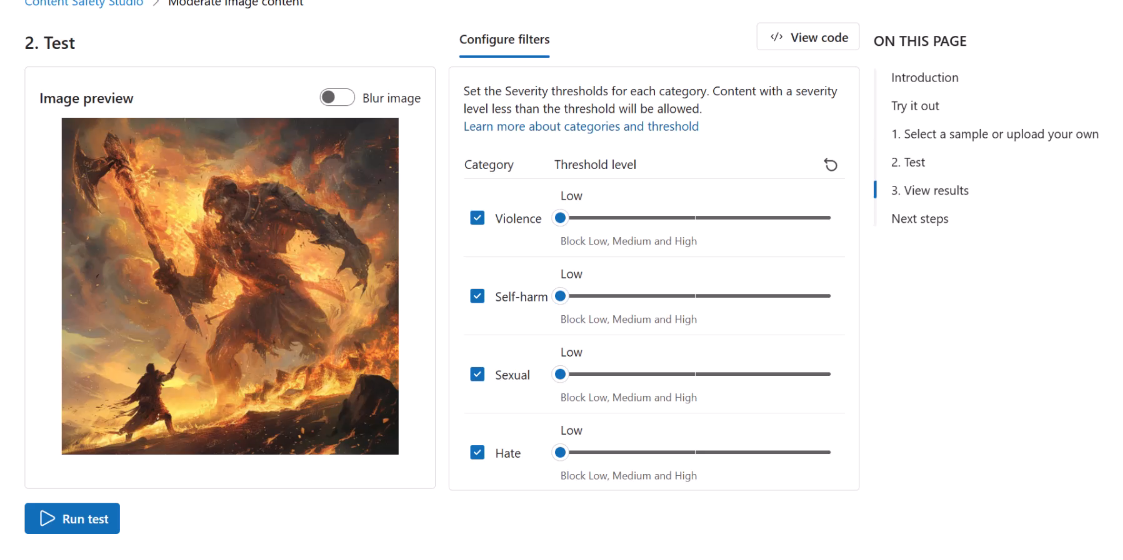 Content Safety Studio > Moderate image content
2. Test
Configure filters
</> View code
ON THIS PAGE
Image preview
Blur image
Set the Severity thresholds for each category. Content with a severity
level less than the threshold will be allowed.
Learn more about categories and threshold
Category Threshold level
Low
Violence
Block Low, Medium and High
Low
Self-harm
Block Low, Medium and High
Low
Sexual
Block Low, Medium and High
Low
Hate
Block Low, Medium and High
Introduction
Try it out
1. Select a sample or upload your own
2. Test
3. View results
Next steps
Run test